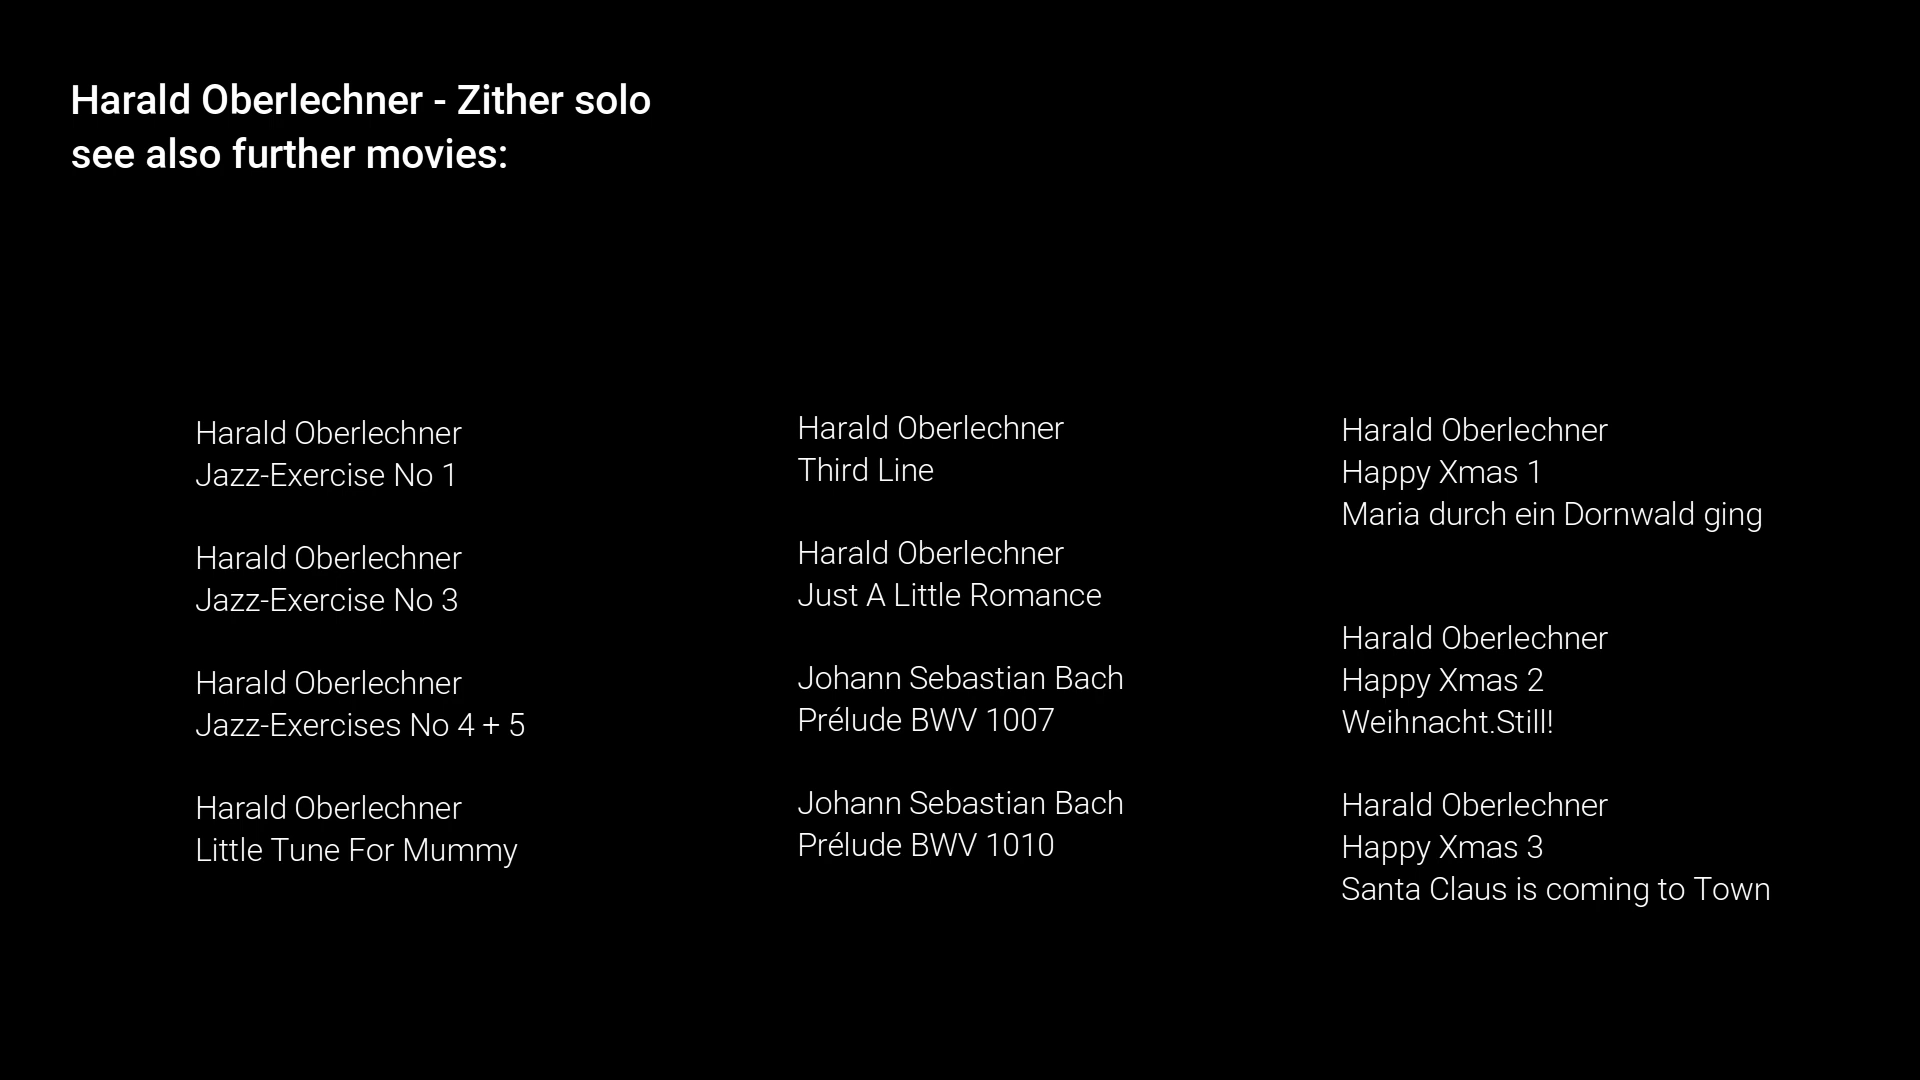 Harald Oberlechner - Zither solo
see also further movies:
Harald Oberlechner
Jazz-Exercise No 1
Harald Oberlechner
Jazz-Exercise No 3
Harald Oberlechner
Jazz-Exercises No 4 + 5
Harald Oberlechner
Little Tune For Mummy
Harald Oberlechner
Third Line
Harald Oberlechner
Just A Little Romance
Johann Sebastian Bach
Prélude BWV 1007
Johann Sebastian Bach
Prélude BWV 1010
Harald Oberlechner
Happy Xmas 1
Maria durch ein Dornwald ging
Harald Oberlechner
Happy Xmas 2
Weihnacht.Still!
Harald Oberlechner
Happy Xmas 3
Santa Claus is coming to Town